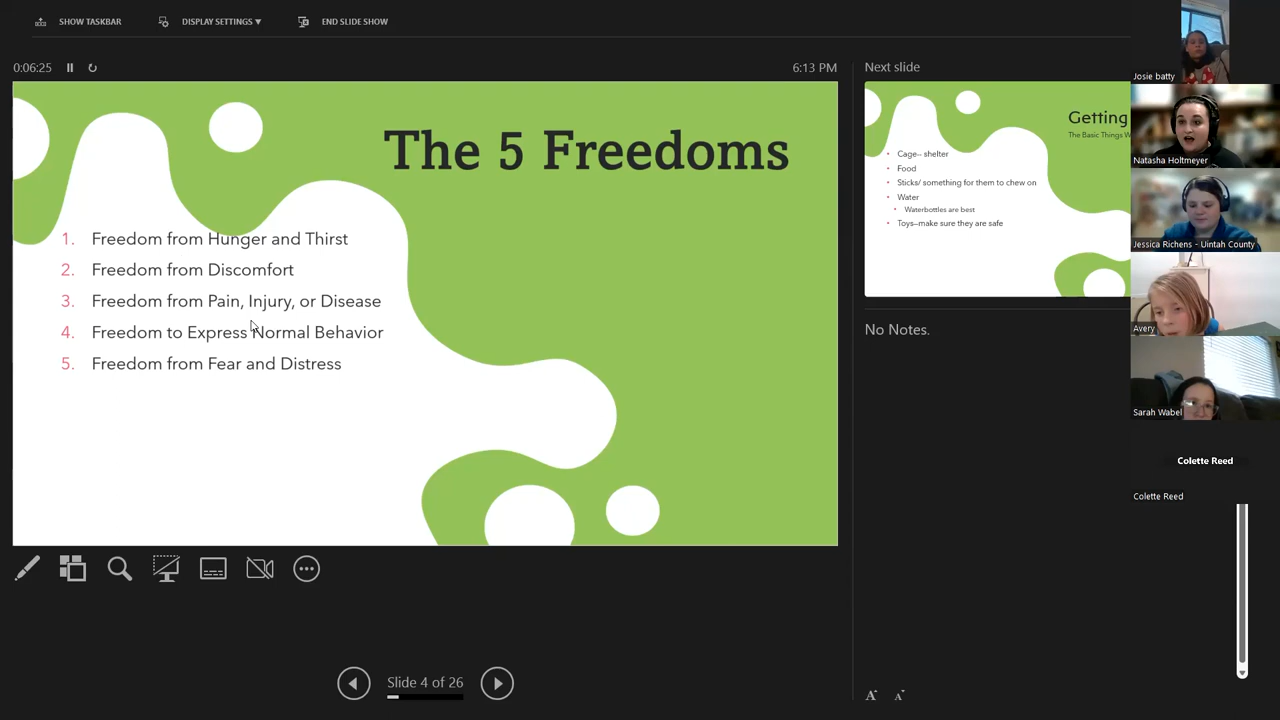 SHOW TASKBAR
DISPLAY SETTINGS ▼
END SLIDE SHOW
0:06:25
6:13 PM
The 5 Freedoms
1. Freedom from Hunger and Thirst
2. Freedom from Discomfort
3. Freedom from Pain, Injury, or Disease
4. Freedom to Express Normal Behavior
5. Freedom from Fear and Distress
Slide 4 of 26
Next slide
Getting
The Basic Things W
• Cage-- shelter
• Food
• Sticks/ something for them to chew on
• Water
• Waterbottles are best
• Toys--make sure they are safe
No Notes.
A A
Josie batty
Natasha Holtmeyer
Jessica Richens - Uintah County
Avery
Sarah Wabel
Colette Reed
Colette Reed